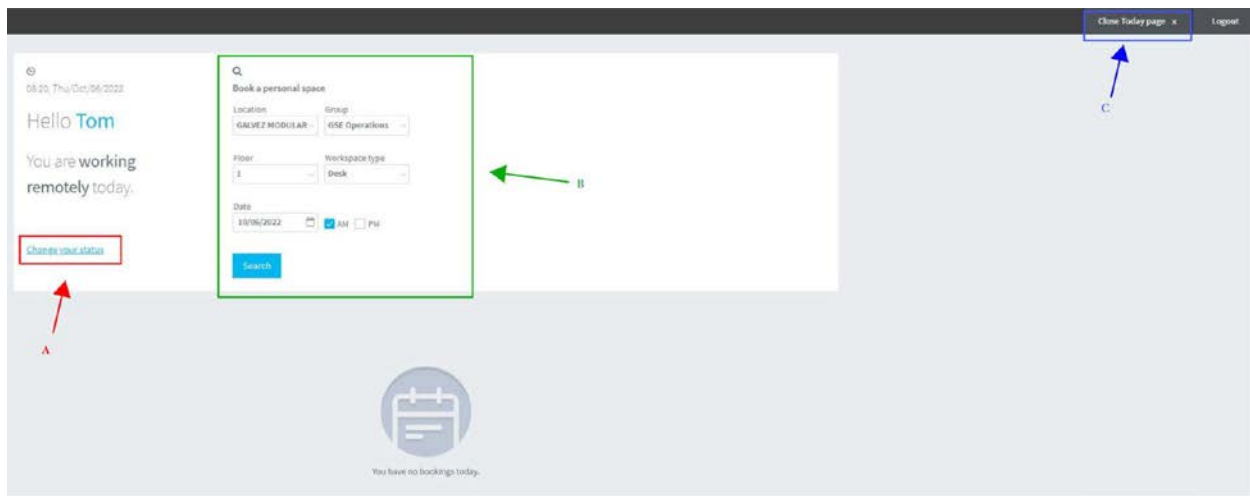 Close Today page x Logout
08:20, Thu/Oct/06/2022
Hello Tom
You are working
remotely today.
Change your status
A
Book a personal space
Location Group
GALVEZ MODULAR GSE Operations
Floor Workspace type
1 Desk
Date
10/06/2022 AM PM
Search
B
C
You have no bookings today.